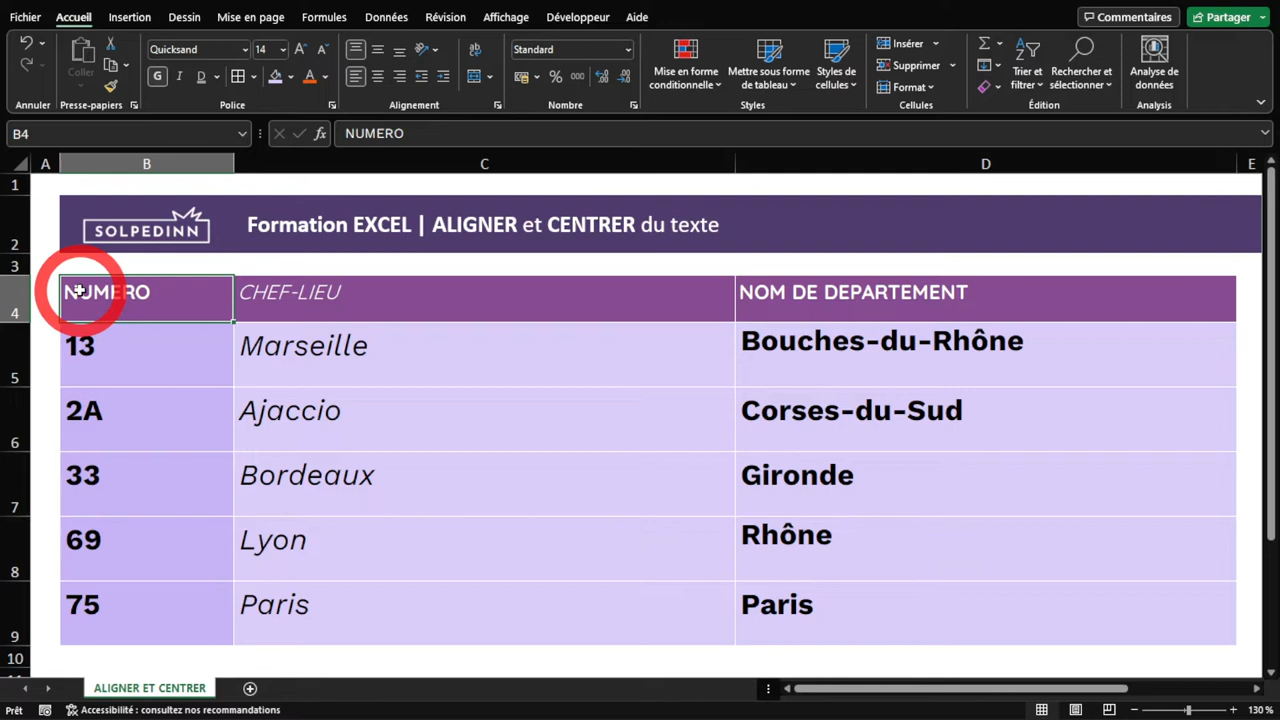 Fichier Accueil Insertion Dessin Mise en page Formules Données Révision Affichage Développeur Aide Commentaires Partager
Coller
Quicksand 14
G I D A
Standard
% 000
Mise en forme conditionnelle
Mettre sous forme de tableau
Styles de cellules
Insérer
Supprimer
Format
Trier et filtrer
Rechercher et sélectionner
Analyse de données
Annuler Presse-papiers Police Alignement Nombre Styles Cellules Édition Analysis
B4 fx NUMERO
A B C D E
1
2 SOLPEDINN Formation EXCEL | ALIGNER et CENTRER du texte
3
4 NUMERO CHEF-LIEU NOM DE DEPARTEMENT
5 13 Marseille Bouches-du-Rhône
6 2A Ajaccio Corses-du-Sud
7 33 Bordeaux Gironde
8 69 Lyon Rhône
9 75 Paris Paris
10
ALIGNER ET CENTRER
Prêt Accessibilité : consultez nos recommandations 130 %